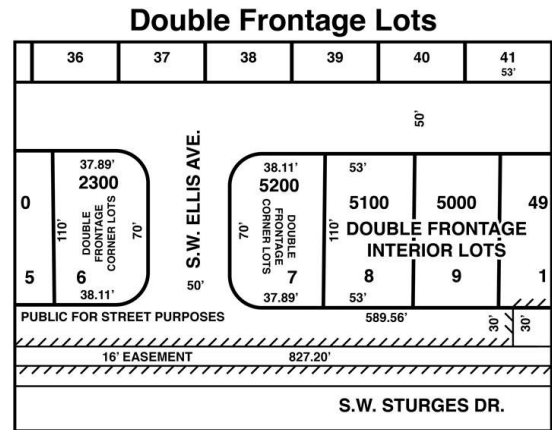 Double Frontage Lots
36 37 38 39 40 41
53'
50'
S.W. ELLIS AVE.
50'
0
5
37.89'
2300
110'
DOUBLE
FRONTAGE
CORNER LOTS
70'
6
38.11'
38.11'
5200
70'
DOUBLE
FRONTAGE
CORNER LOTS
110'
7
37.89'
53'
5100 5000 49
DOUBLE FRONTAGE
INTERIOR LOTS
8 9 1
53'
PUBLIC FOR STREET PURPOSES
589.56'
30' 30'
16' EASEMENT 827.20'
S.W. STURGES DR.